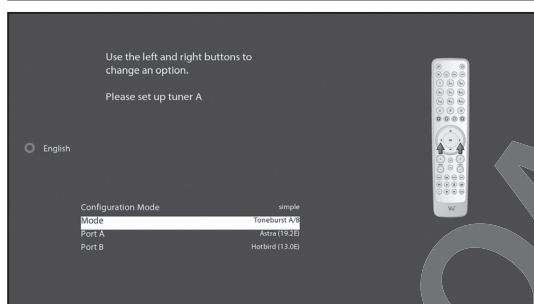 Use the left and right buttons to
change an option.
Please set up tuner A
English
Configuration Mode simple
Mode Toneburst A/B
Port A Astra (19.2E)
Port B Hotbird (13.0E)